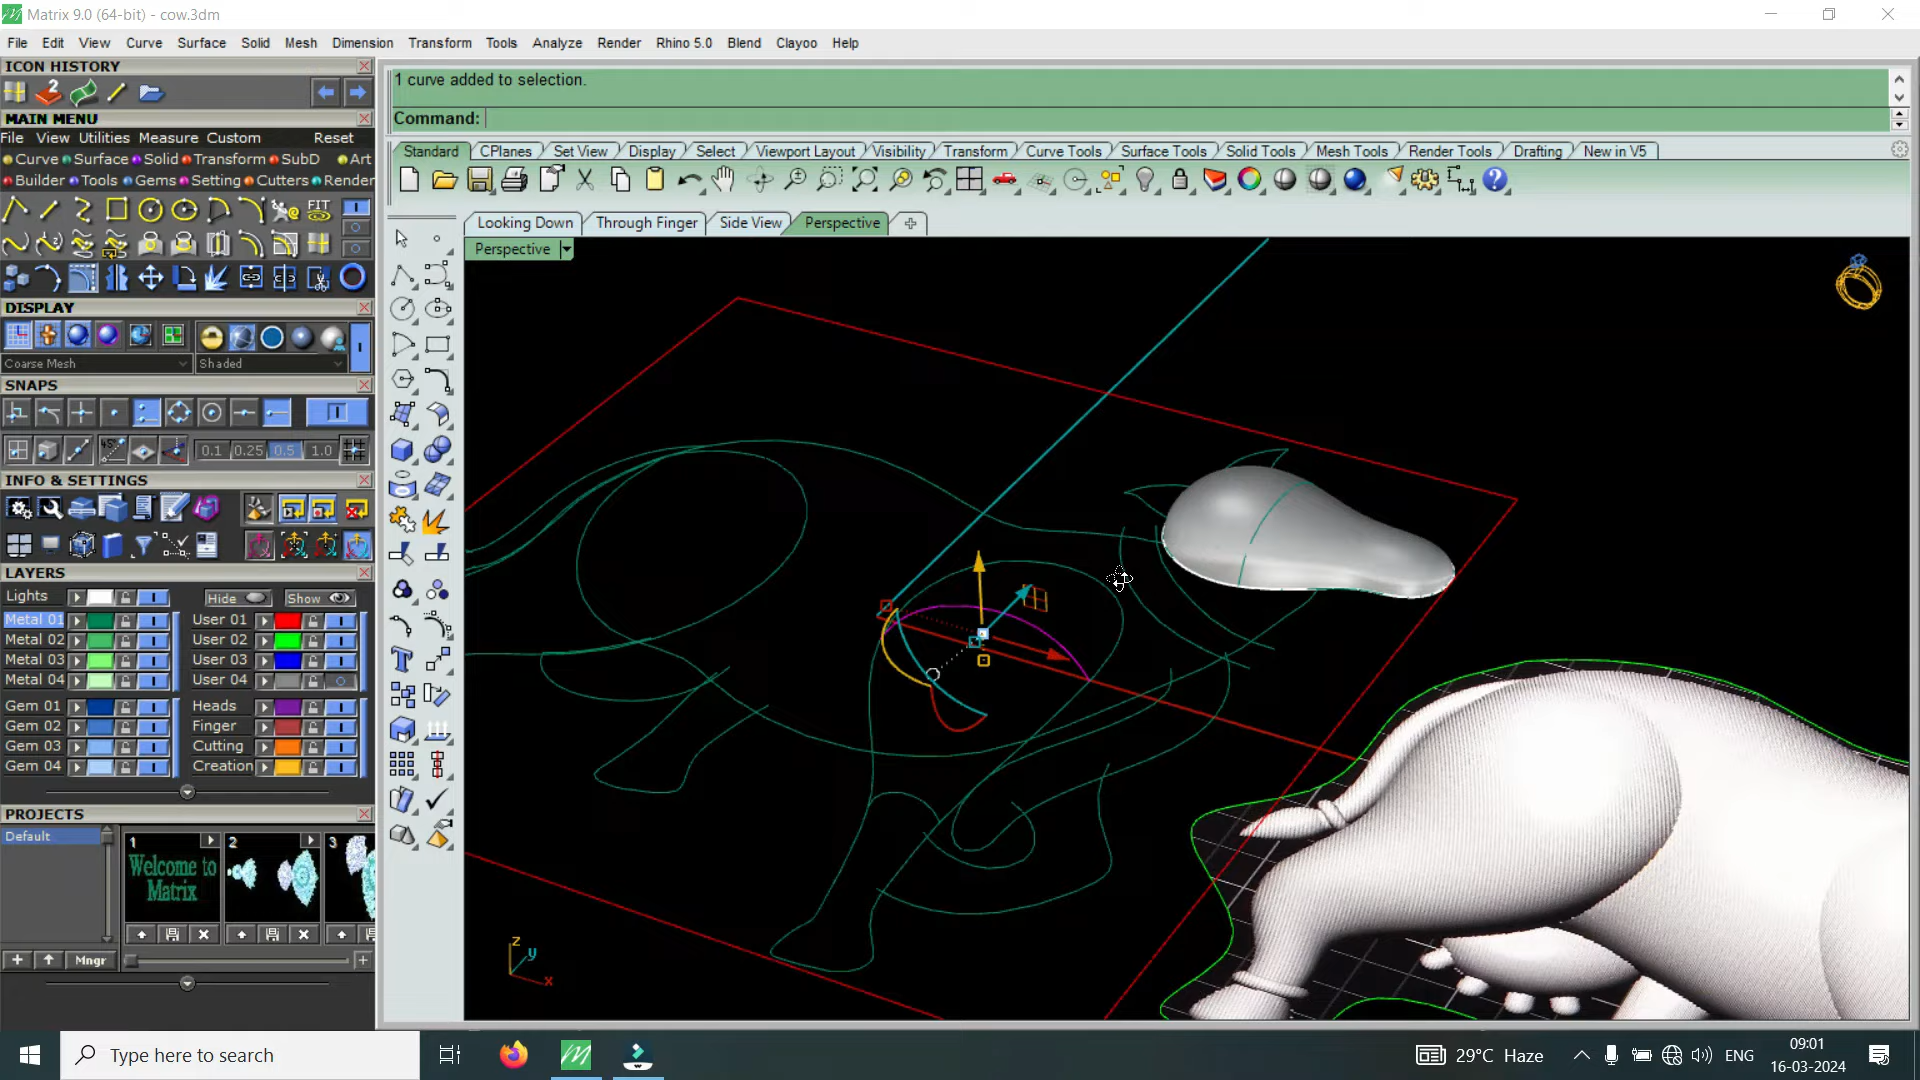 Matrix 9.0 (64-bit) - cow.3dm
File Edit View Curve Surface Solid Mesh Dimension Transform Tools Analyze Render Rhino 5.0 Blend Clayoo Help
ICON HISTORY
1 curve added to selection.
Command:
MAIN MENU
File View Utilities Measure Custom Reset
Curve Surface Solid Transform SubD Art
Builder Tools Gems Setting Cutters Render
FIT
Standard CPlanes Set View Display Select Viewport Layout Visibility Transform Curve Tools Surface Tools Solid Tools Mesh Tools Render Tools Drafting New in V5
Looking Down Through Finger Side View Perspective
Perspective
DISPLAY
Coarse Mesh Shaded
SNAPS
0.1 0.25 0.5 1.0
INFO & SETTINGS
LAYERS
Lights Hide Show
Metal 01 User 01
Metal 02 User 02
Metal 03 User 03
Metal 04 User 04
Gem 01 Heads
Gem 02 Finger
Gem 03 Cutting
Gem 04 Creation
PROJECTS
Default 1 2 3
Welcome to
Matrix
Mngr
z
y
x
Type here to search
29°C Haze
ENG
09:01
16-03-2024